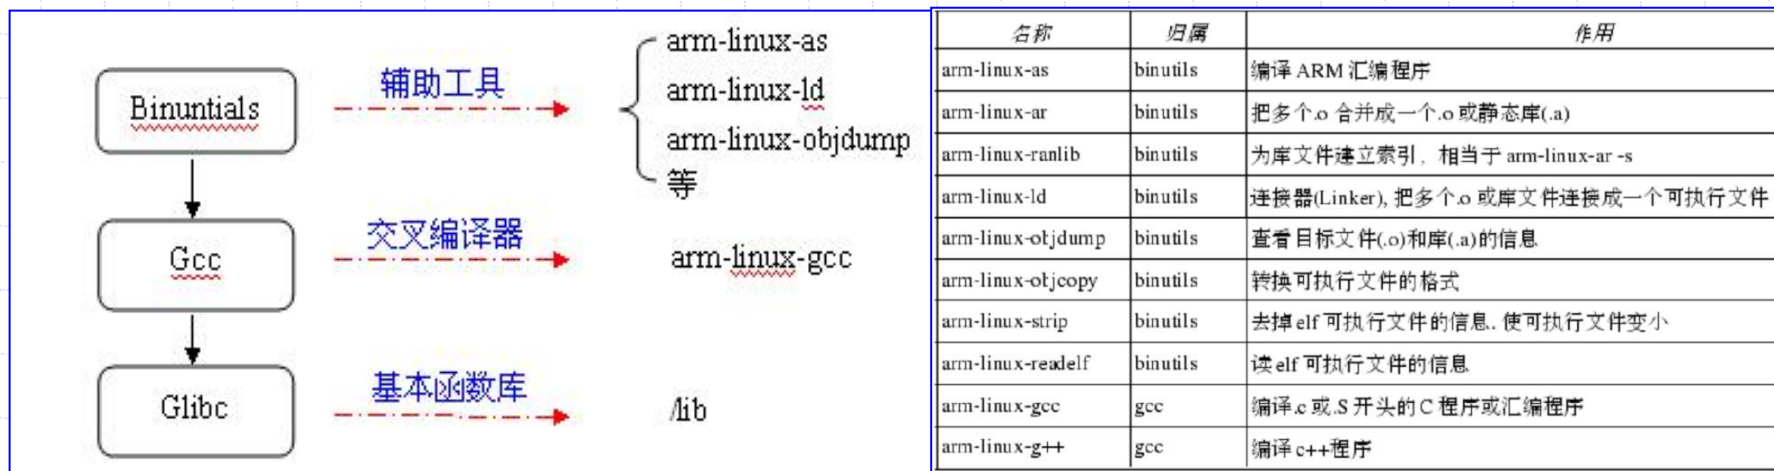 Binuntials
辅助工具
arm-linux-as
arm-linux-ld
arm-linux-objdump
等
Gcc
交叉编译器
arm-linux-gcc
Glibc
基本函数库
/lib
名称 归属 作用
arm-linux-as binutils 编译 ARM 汇编程序
arm-linux-ar binutils 把多个.o 合并成一个.o 或静态库(.a)
arm-linux-ranlib binutils 为库文件建立索引, 相当于 arm-linux-ar -s
arm-linux-ld binutils 连接器(Linker), 把多个.o 或库文件连接成一个可执行文件
arm-linux-objdump binutils 查看目标文件(.o)和库(.a)的信息
arm-linux-objcopy binutils 转换可执行文件的格式
arm-linux-strip binutils 去掉 elf 可执行文件的信息. 使可执行文件变小
arm-linux-readelf binutils 读 elf 可执行文件的信息
arm-linux-gcc gcc 编译.c 或.S 开头的 C 程序或汇编程序
arm-linux-g++ gcc 编译 c++程序